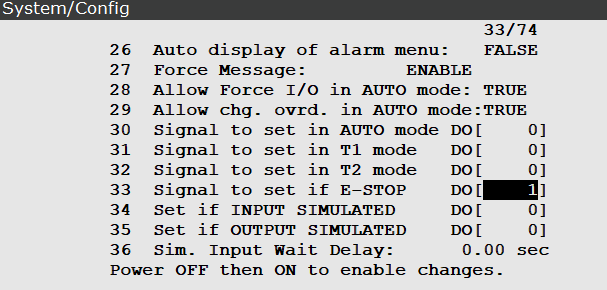 System/Config
33/74
26 Auto display of alarm menu: FALSE
27 Force Message: ENABLE
28 Allow Force I/O in AUTO mode: TRUE
29 Allow chg. ovrd. in AUTO mode:TRUE
30 Signal to set in AUTO mode DO[ 0]
31 Signal to set in T1 mode DO[ 0]
32 Signal to set in T2 mode DO[ 0]
33 Signal to set if E-STOP DO[ 1]
34 Set if INPUT SIMULATED DO[ 0]
35 Set if OUTPUT SIMULATED DO[ 0]
36 Sim. Input Wait Delay: 0.00 sec
Power OFF then ON to enable changes.